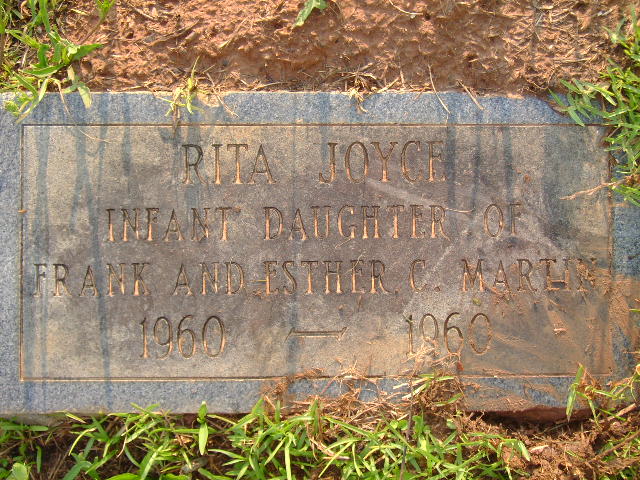 RITA JOYCE
INFANT DAUGHTER OF
FRANK AND ESTHER C. MARTIN
1960 — 1960